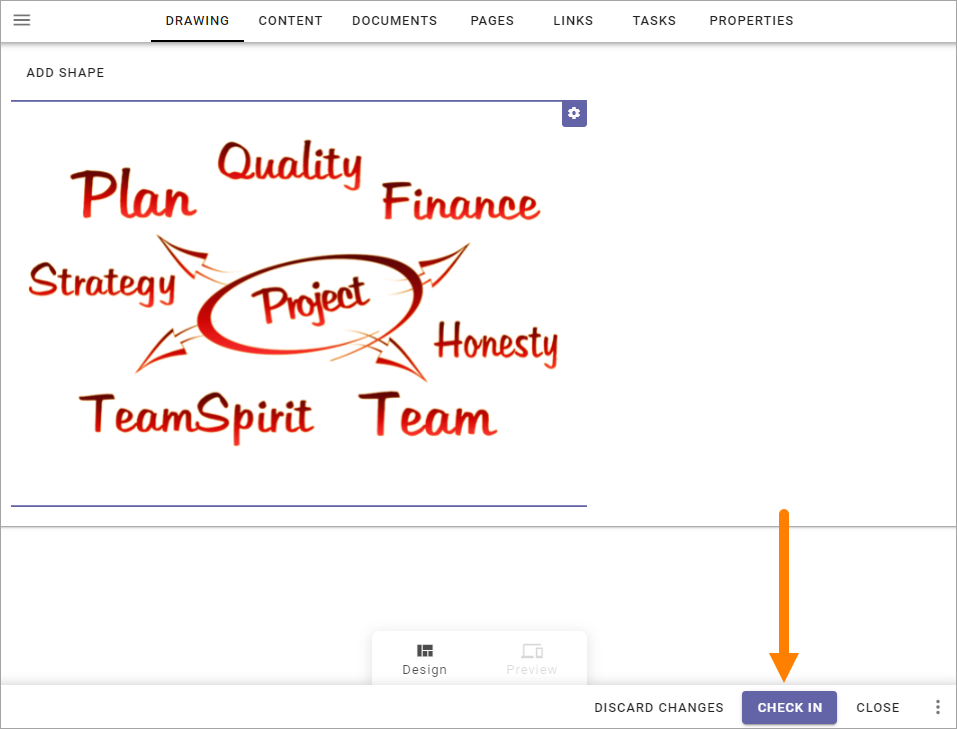 DRAWING CONTENT DOCUMENTS PAGES LINKS TASKS PROPERTIES
ADD SHAPE
Quality
Plan
Finance
Strategy
Project
Honesty
TeamSpirit
Team
Design Preview
DISCARD CHANGES CHECK IN CLOSE